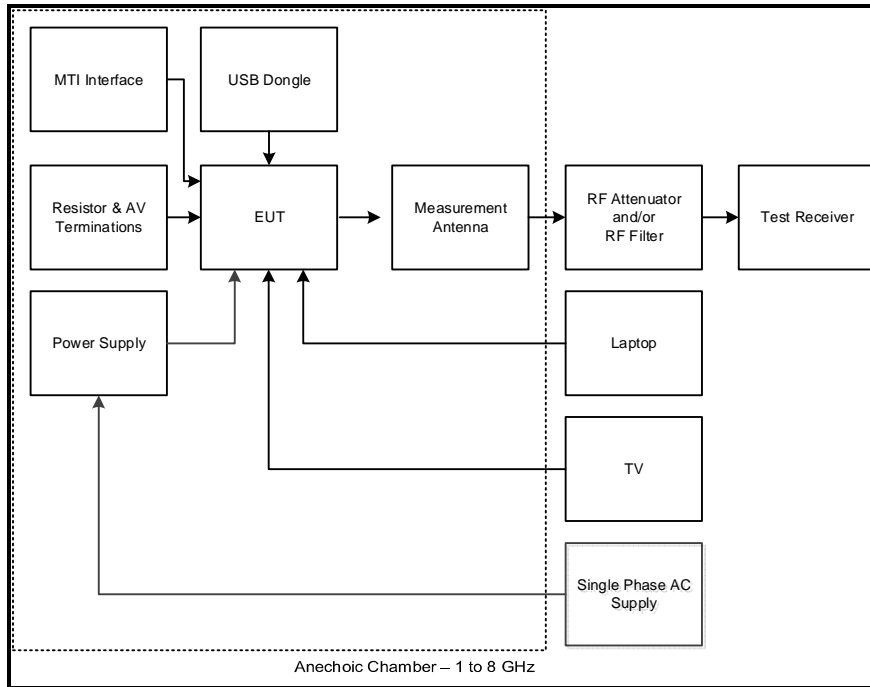 MTI Interface
USB Dongle
Resistor & AV
Terminations
EUT
Measurement
Antenna
RF Attenuator
and/or
RF Filter
Test Receiver
Power Supply
Laptop
TV
Single Phase AC
Supply
Anechoic Chamber – 1 to 8 GHz